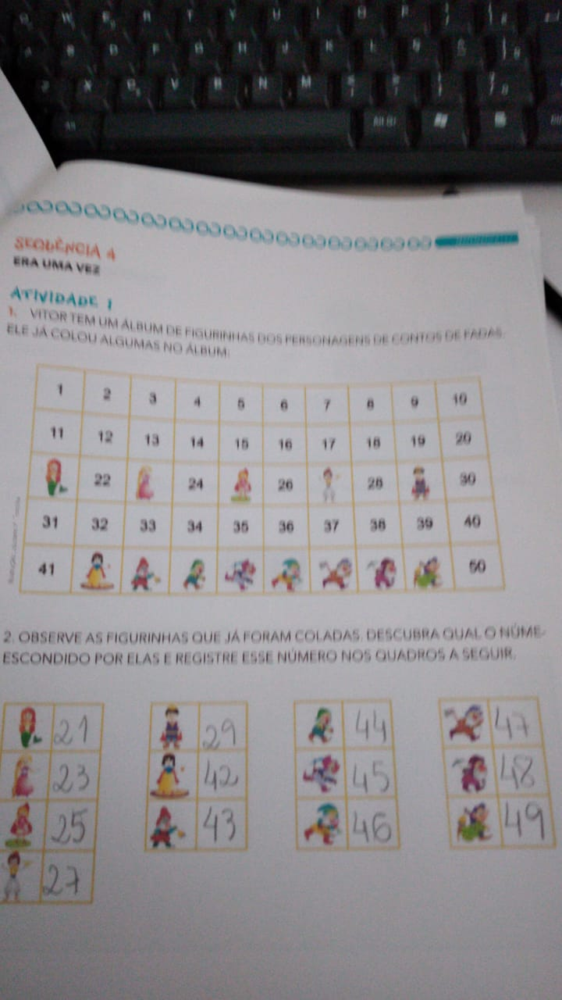 SEQUÊNCIA 4
ERA UMA VEZ
ATIVIDADE 1
1. VITOR TEM UM ÁLBUM DE FIGURINHAS DOS PERSONAGENS DE CONTOS DE FADAS.
ELE JÁ COLOU ALGUMAS NO ÁLBUM:
1 2 3 4 5 6 7 8 9 10
11 12 13 14 15 16 17 18 19 20
22 24 26 28 30
31 32 33 34 35 36 37 38 39 40
41 50
2. OBSERVE AS FIGURINHAS QUE JÁ FORAM COLADAS. DESCUBRA QUAL O NÚME-
ESCONDIDO POR ELAS E REGISTRE ESSE NÚMERO NOS QUADROS A SEGUIR.
21 29 44 47
23 42 45 48
25 43 46 49
27